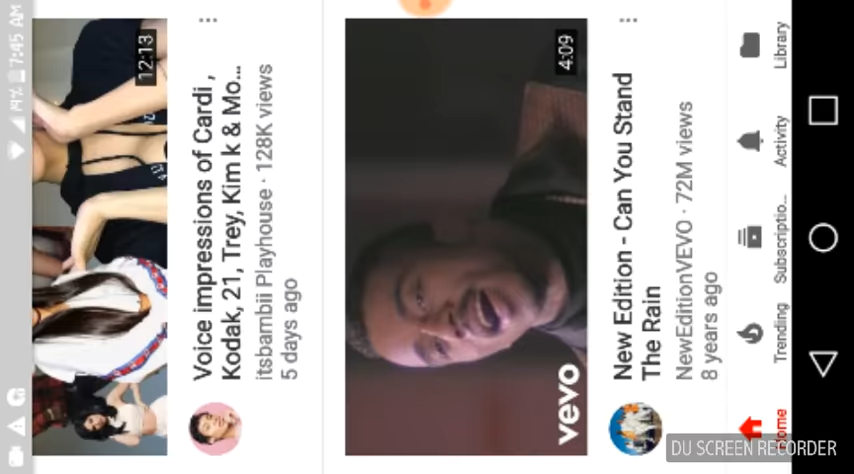 19% 7:45 AM
12:13
Voice impressions of Cardi ,
Kodak, 21, Trey, Kim k & Mo...
itsbambii Playhouse · 128K views
5 days ago
4:09
vevo
New Edition - Can You Stand
The Rain
NewEditionVEVO · 72M views
8 years ago
Home
Trending
Subscriptio...
Activity
Library
DU SCREEN RECORDER